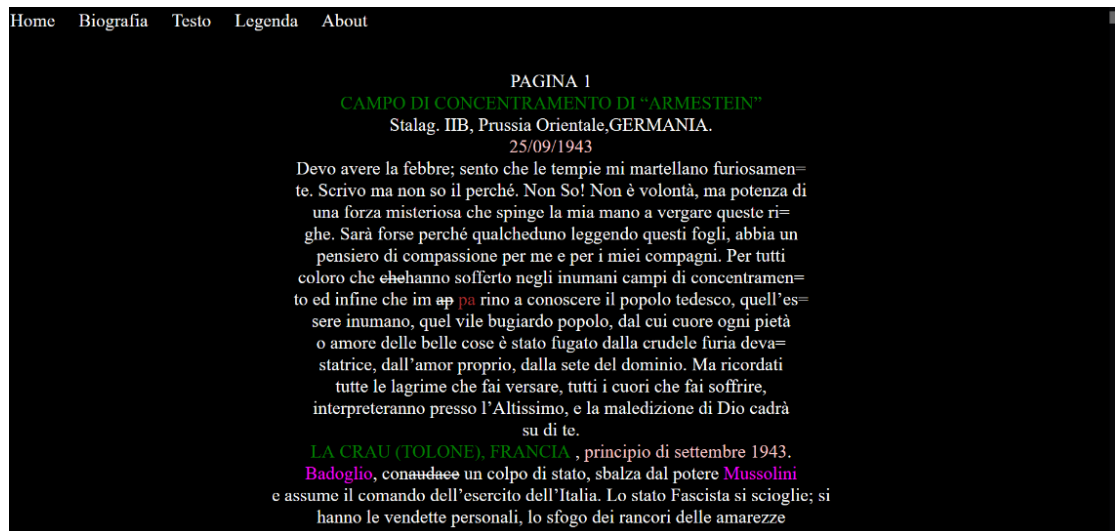 Home Biografia Testo Legenda About
PAGINA 1
CAMPO DI CONCENTRAMENTO DI “ARMESTEIN”
Stalag. IIB, Prussia Orientale,GERMANIA.
25/09/1943
Devo avere la febbre; sento che le tempie mi martellano furiosamen=
te. Scrivo ma non so il perché. Non So! Non è volontà, ma potenza di
una forza misteriosa che spinge la mia mano a vergare queste ri=
ghe. Sarà forse perché qualcheduno leggendo questi fogli, abbia un
pensiero di compassione per me e per i miei compagni. Per tutti
coloro che chehanno sofferto negli inumani campi di concentramen=
to ed infine che im ap pa rino a conoscere il popolo tedesco, quell’es=
sere inumano, quel vile bugiardo popolo, dal cui cuore ogni pietà
o amore delle belle cose è stato fugato dalla crudele furia deva=
statrice, dall’amor proprio, dalla sete del dominio. Ma ricordati
tutte le lagrime che fai versare, tutti i cuori che fai soffrire,
interpreteranno presso l’Altissimo, e la maledizione di Dio cadrà
su di te.
LA CRAU (TOLONE), FRANCIA , principio di settembre 1943.
Badoglio, conaudace un colpo di stato, sbalza dal potere Mussolini
e assume il comando dell’esercito dell’Italia. Lo stato Fascista si scioglie; si
hanno le vendette personali, lo sfogo dei rancori delle amarezze